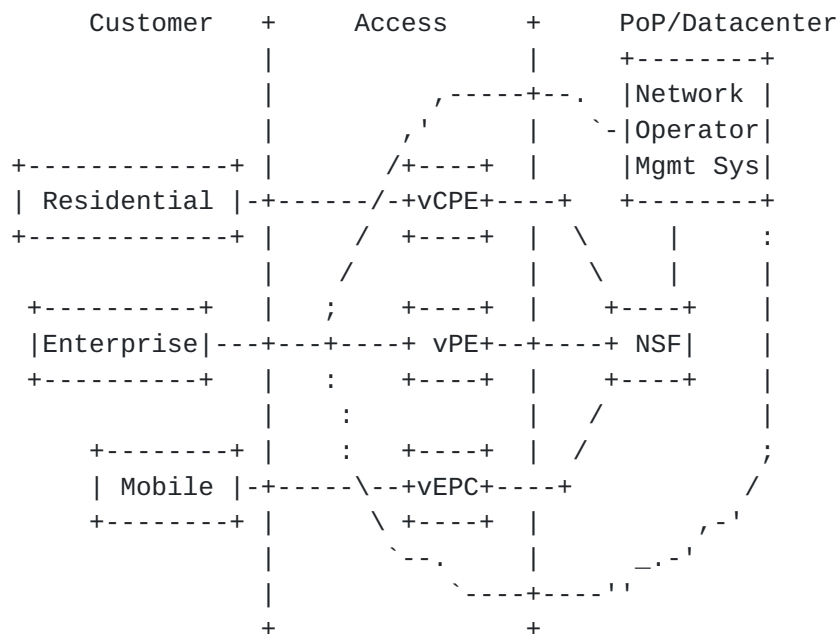 Customer + Access + PoP/Datacenter
Network
Operator
Mgmt Sys
Residential vCPE
Enterprise vPE NSF
Mobile vEPC